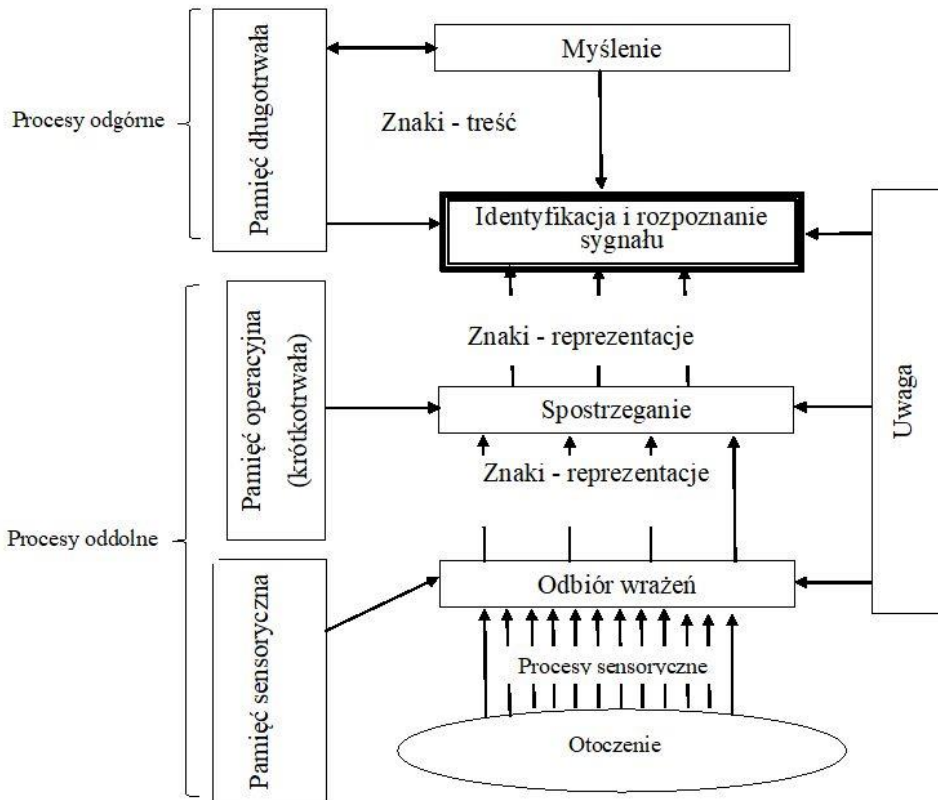 Myślenie
Pamięć długotrwała
Procesy odgórne
Znaki - treść
Identyfikacja i rozpoznanie
sygnału
Pamięć operacyjna
(krótkotrwała)
Znaki - reprezentacje
Spostrzeganie
Uwaga
Znaki - reprezentacje
Procesy oddolne
Odbiór wrażeń
Pamięć sensoryczna
Procesy sensoryczne
Otoczenie